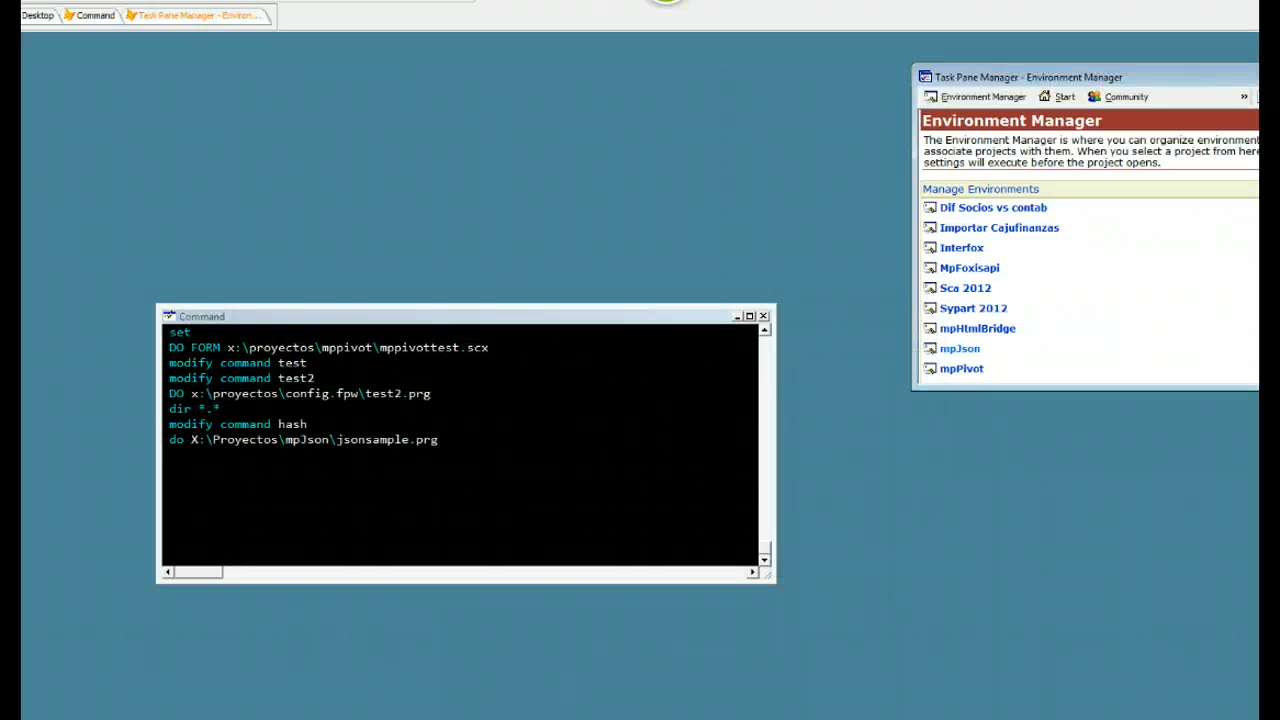 Desktop
Command
Task Pane Manager - Environ...
Task Pane Manager - Environment Manager
Environment Manager
Start
Community
»
Environment Manager
The Environment Manager is where you can organize environment
associate projects with them. When you select a project from here
settings will execute before the project opens.
Manage Environments
Dif Socios vs contab
Importar Cajufinanzas
Interfox
MpFoxisapi
Sca 2012
Sypart 2012
mpHtmlBridge
mpJson
mpPivot
Command
set
DO FORM x:\proyectos\mppivot\mppivottest.scx
modify command test
modify command test2
DO x:\proyectos\config.fpw\test2.prg
dir *.*
modify command hash
do X:\Proyectos\mpJson\jsonsample.prg